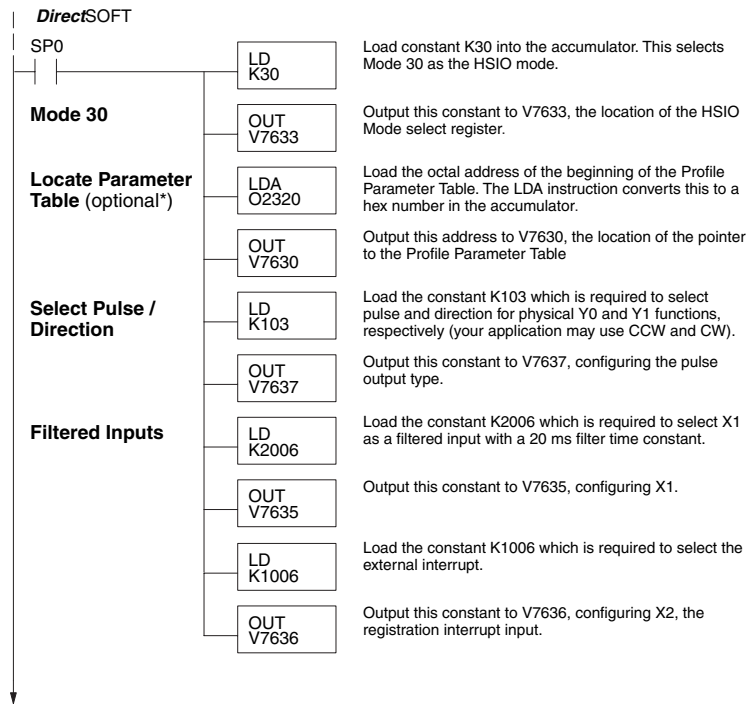 DirectSOFT
SP0
LD
K30
Load constant K30 into the accumulator. This selects
Mode 30 as the HSIO mode.
Mode 30
OUT
V7633
Output this constant to V7633, the location of the HSIO
Mode select register.
Locate Parameter
Table (optional*)
LDA
O2320
Load the octal address of the beginning of the Profile
Parameter Table. The LDA instruction converts this to a
hex number in the accumulator.
OUT
V7630
Output this address to V7630, the location of the pointer
to the Profile Parameter Table
Select Pulse /
Direction
LD
K103
Load the constant K103 which is required to select
pulse and direction for physical Y0 and Y1 functions,
respectively (your application may use CCW and CW).
OUT
V7637
Output this constant to V7637, configuring the pulse
output type.
Filtered Inputs
LD
K2006
Load the constant K2006 which is required to select X1
as a filtered input with a 20 ms filter time constant.
OUT
V7635
Output this constant to V7635, configuring X1.
LD
K1006
Load the constant K1006 which is required to select the
external interrupt.
OUT
V7636
Output this constant to V7636, configuring X2, the
registration interrupt input.